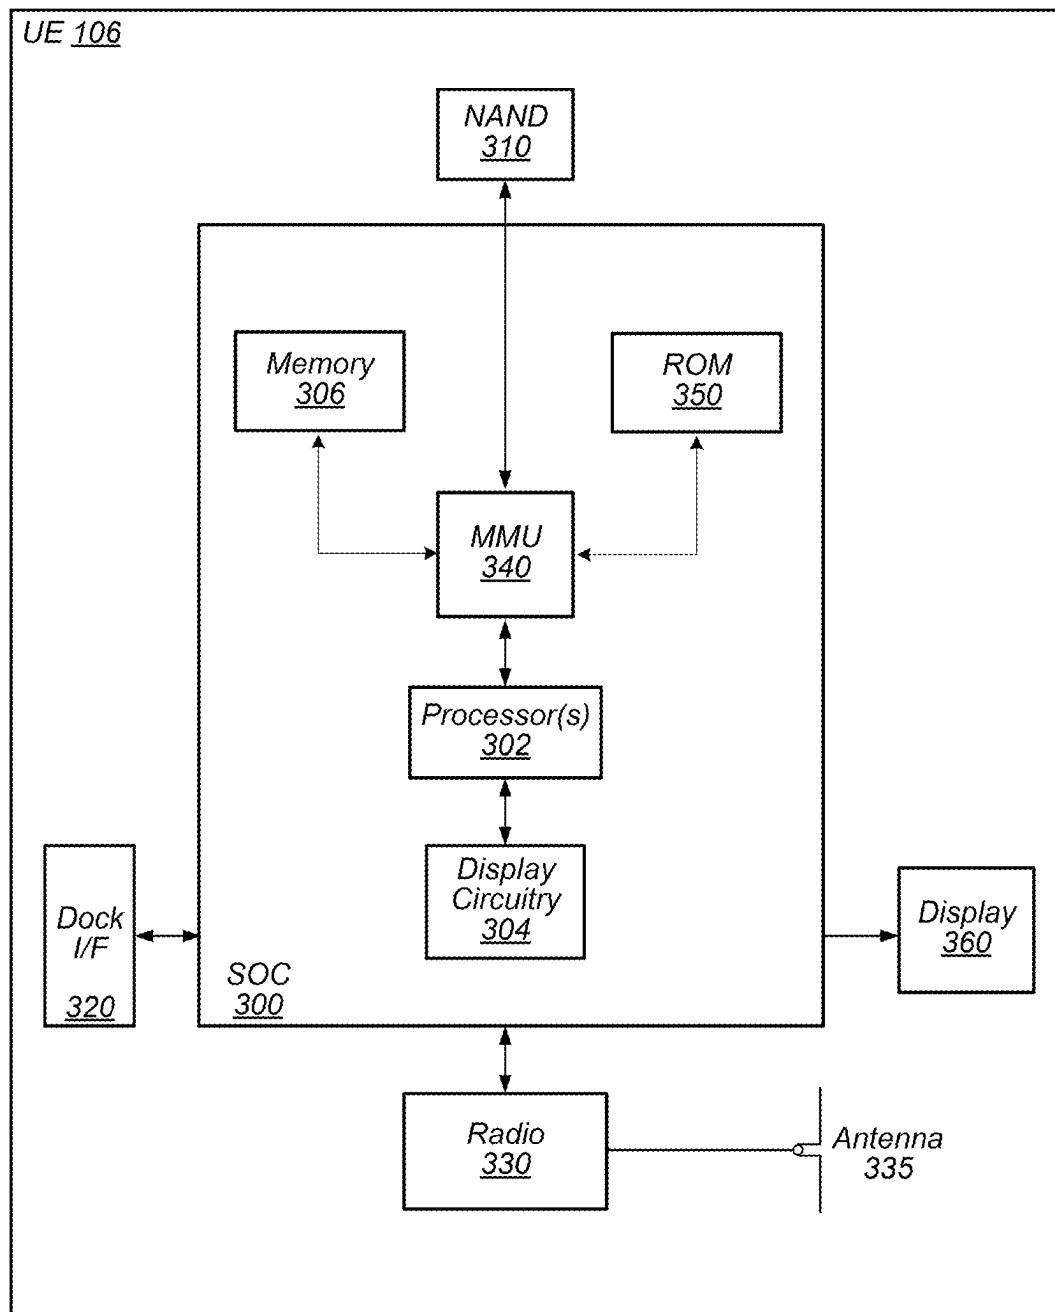 UE 106
NAND
310
Memory
306
ROM
350
MMU
340
Processor(s)
302
Display
Circuitry
304
Dock
I/F
320
SOC
300
Display
360
Radio
330
Antenna
335